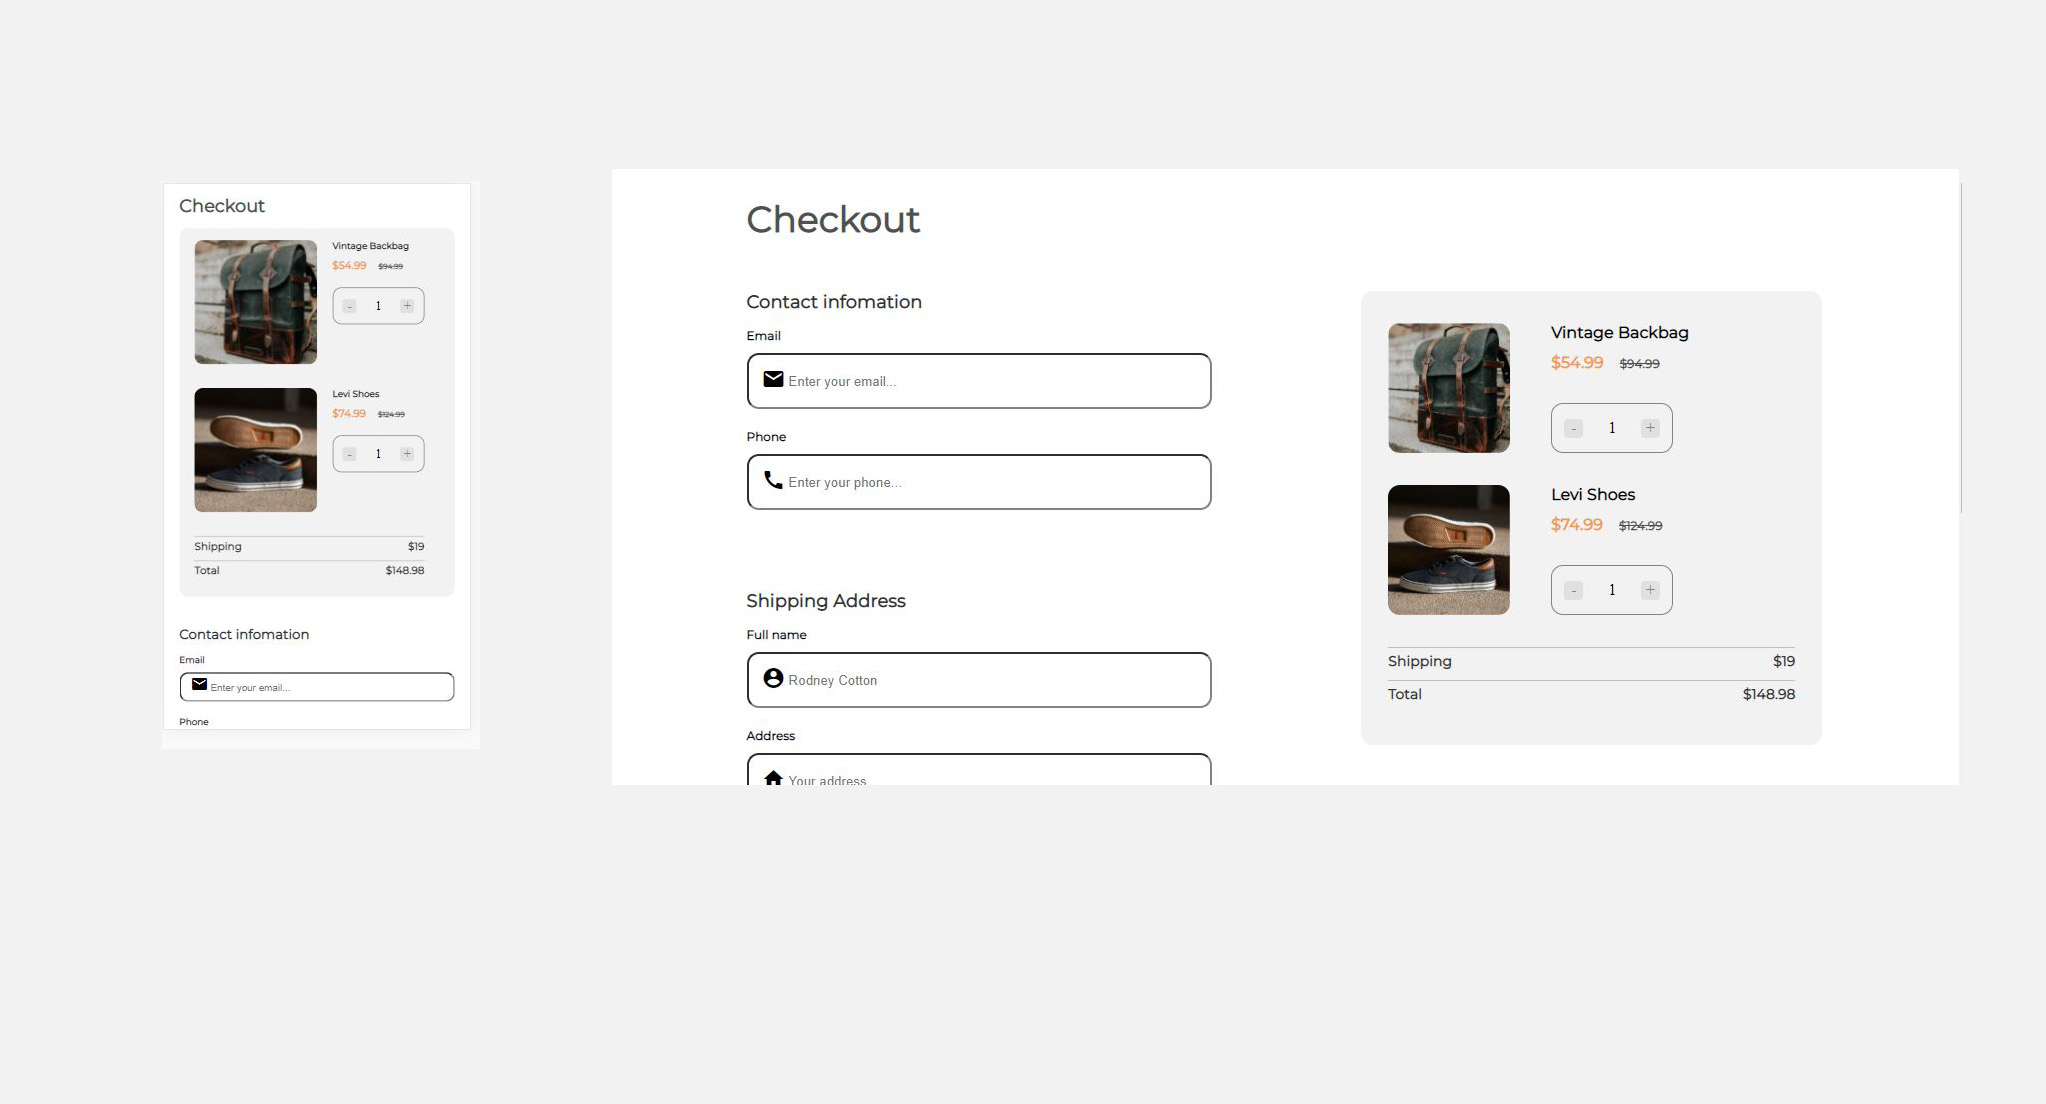 Checkout
Vintage Backbag
$54.99 $94.99
- 1 +
Levi Shoes
$74.99 $124.99
- 1 +
Shipping $19
Total $148.98
Contact infomation
Email
Enter your email...
Phone
Checkout
Contact infomation
Email
Enter your email...
Phone
Enter your phone...
Shipping Address
Full name
Rodney Cotton
Address
Your address
Vintage Backbag
$54.99 $94.99
- 1 +
Levi Shoes
$74.99 $124.99
- 1 +
Shipping $19
Total $148.98